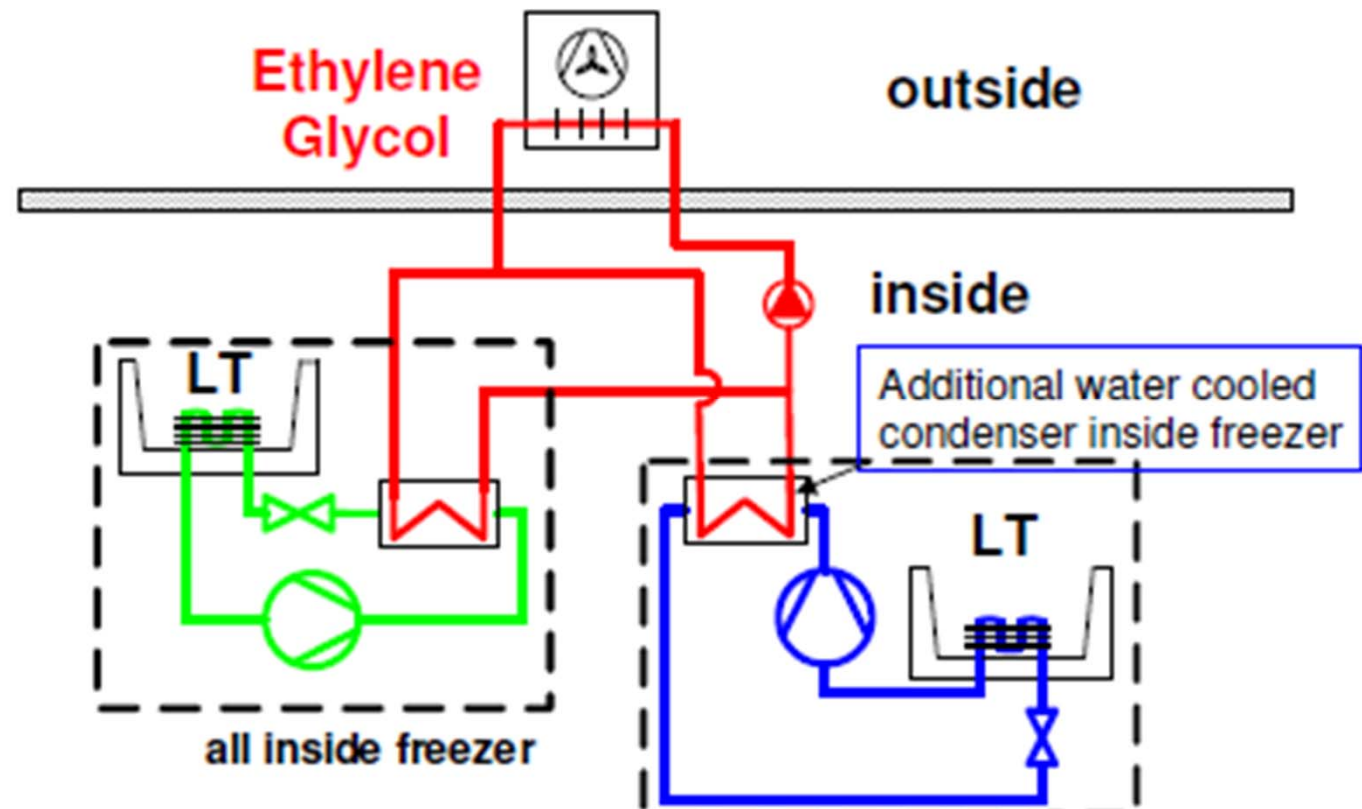 Ethylene
Glycol
outside
inside
LT
Additional water cooled
condenser inside freezer
LT
all inside freezer